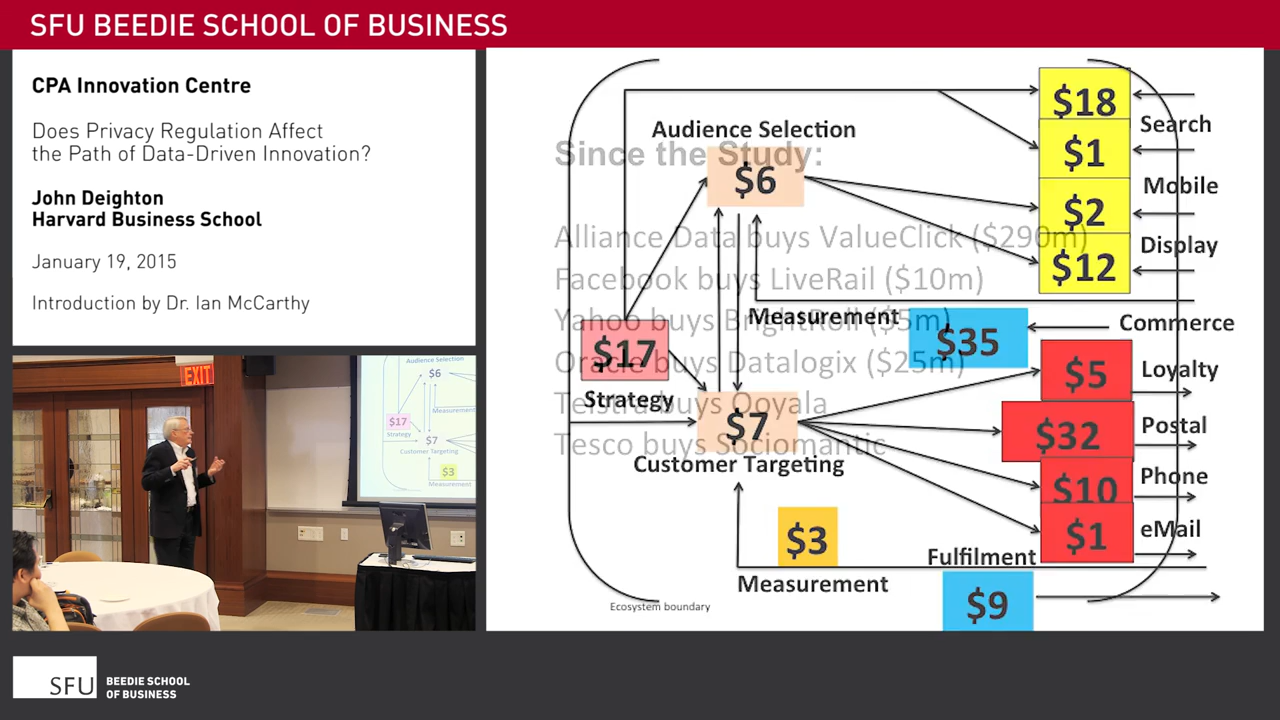 SFU BEEDIE SCHOOL OF BUSINESS
CPA Innovation Centre
Does Privacy Regulation Affect
the Path of Data-Driven Innovation?
John Deighton
Harvard Business School
January 19, 2015
Introduction by Dr. Ian McCarthy
EXIT
Audience Selection
$6
$17
Strategy
$7
Customer Targeting
Measurement
$3
Measurement
$18
Audience Selection
Search
$1
Since the Study:
$6
Mobile
$2
Alliance Data buys ValueClick ($290m)
Display
$12
Facebook buys LiveRail ($10m)
Measurement
Yahoo buys BrightRoll ($5m)
Commerce
$35
$17
Oracle buys Datalogix ($25m)
Loyalty
$5
Strategy
Telstra buys Ooyala
$7
Postal
$32
Tesco buys Sociomantic
Customer Targeting
Phone
$10
eMail
$1
$3
Fulfilment
Measurement
$9
Ecosystem boundary
SFU
BEEDIE SCHOOL
OF BUSINESS